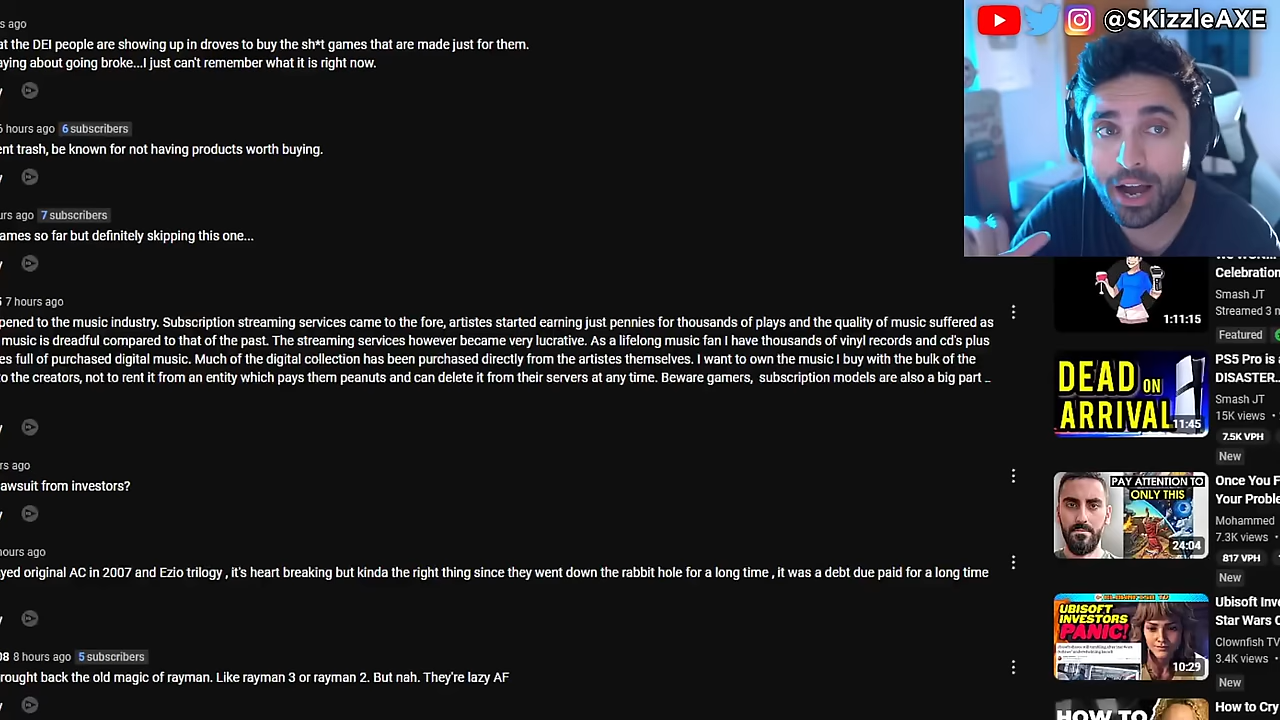 @SKizzleAXE
s ago
at the DEI people are showing up in droves to buy the sh*t games that are made just for them.
aying about going broke...I just can't remember what it is right now.
6 hours ago 6 subscribers
ent trash, be known for not having products worth buying.
urs ago 7 subscribers
ames so far but definitely skipping this one...
7 hours ago
pened to the music industry. Subscription streaming services came to the fore, artistes started earning just pennies for thousands of plays and the quality of music suffered as
music is dreadful compared to that of the past. The streaming services however became very lucrative. As a lifelong music fan I have thousands of vinyl records and cd's plus
es full of purchased digital music. Much of the digital collection has been purchased directly from the artistes themselves. I want to own the music I buy with the bulk of the
to the creators, not to rent it from an entity which pays them peanuts and can delete it from their servers at any time. Beware gamers, subscription models are also a big part ...
rs ago
awsuit from investors?
hours ago
ayed original AC in 2007 and Ezio trilogy , it's heart breaking but kinda the right thing since they went down the rabbit hole for a long time , it was a debt due paid for a long time
08 8 hours ago 5 subscribers
rought back the old magic of rayman. Like rayman 3 or rayman 2. But nah. They're lazy AF
Celebration
Smash JT
Streamed 3 n
Featured
1:11:15
DEAD ON
ARRIVAL
11:45
PS5 Pro is a
DISASTER..
Smash JT
15K views •
7.5K VPH
New
PAY ATTENTION TO
ONLY THIS
24:04
Once You F
Your Proble
Mohammed
7.3K views •
817 VPH
New
UBISOFT
INVESTORS
PANIC!
10:29
Ubisoft Inve
Star Wars O
Clownfish TV
3.4K views •
New
HOW TO
How to Cry